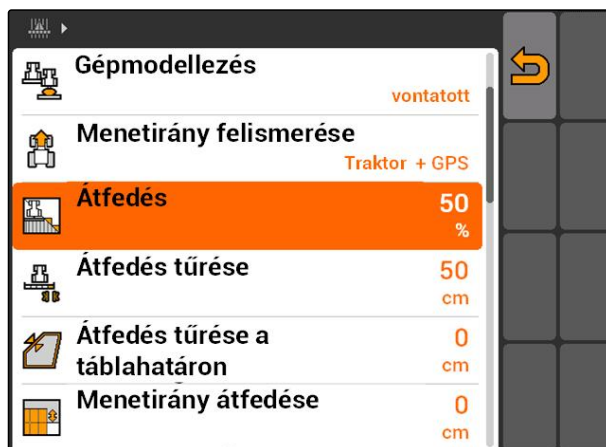 Gépmodellezés
vontatott
Menetirány felismerése
Traktor + GPS
Átfedés
50
%
Átfedés tűrése
50
cm
Átfedés tűrése a
táblahatáron
0
cm
Menetirány átfedése
0
cm